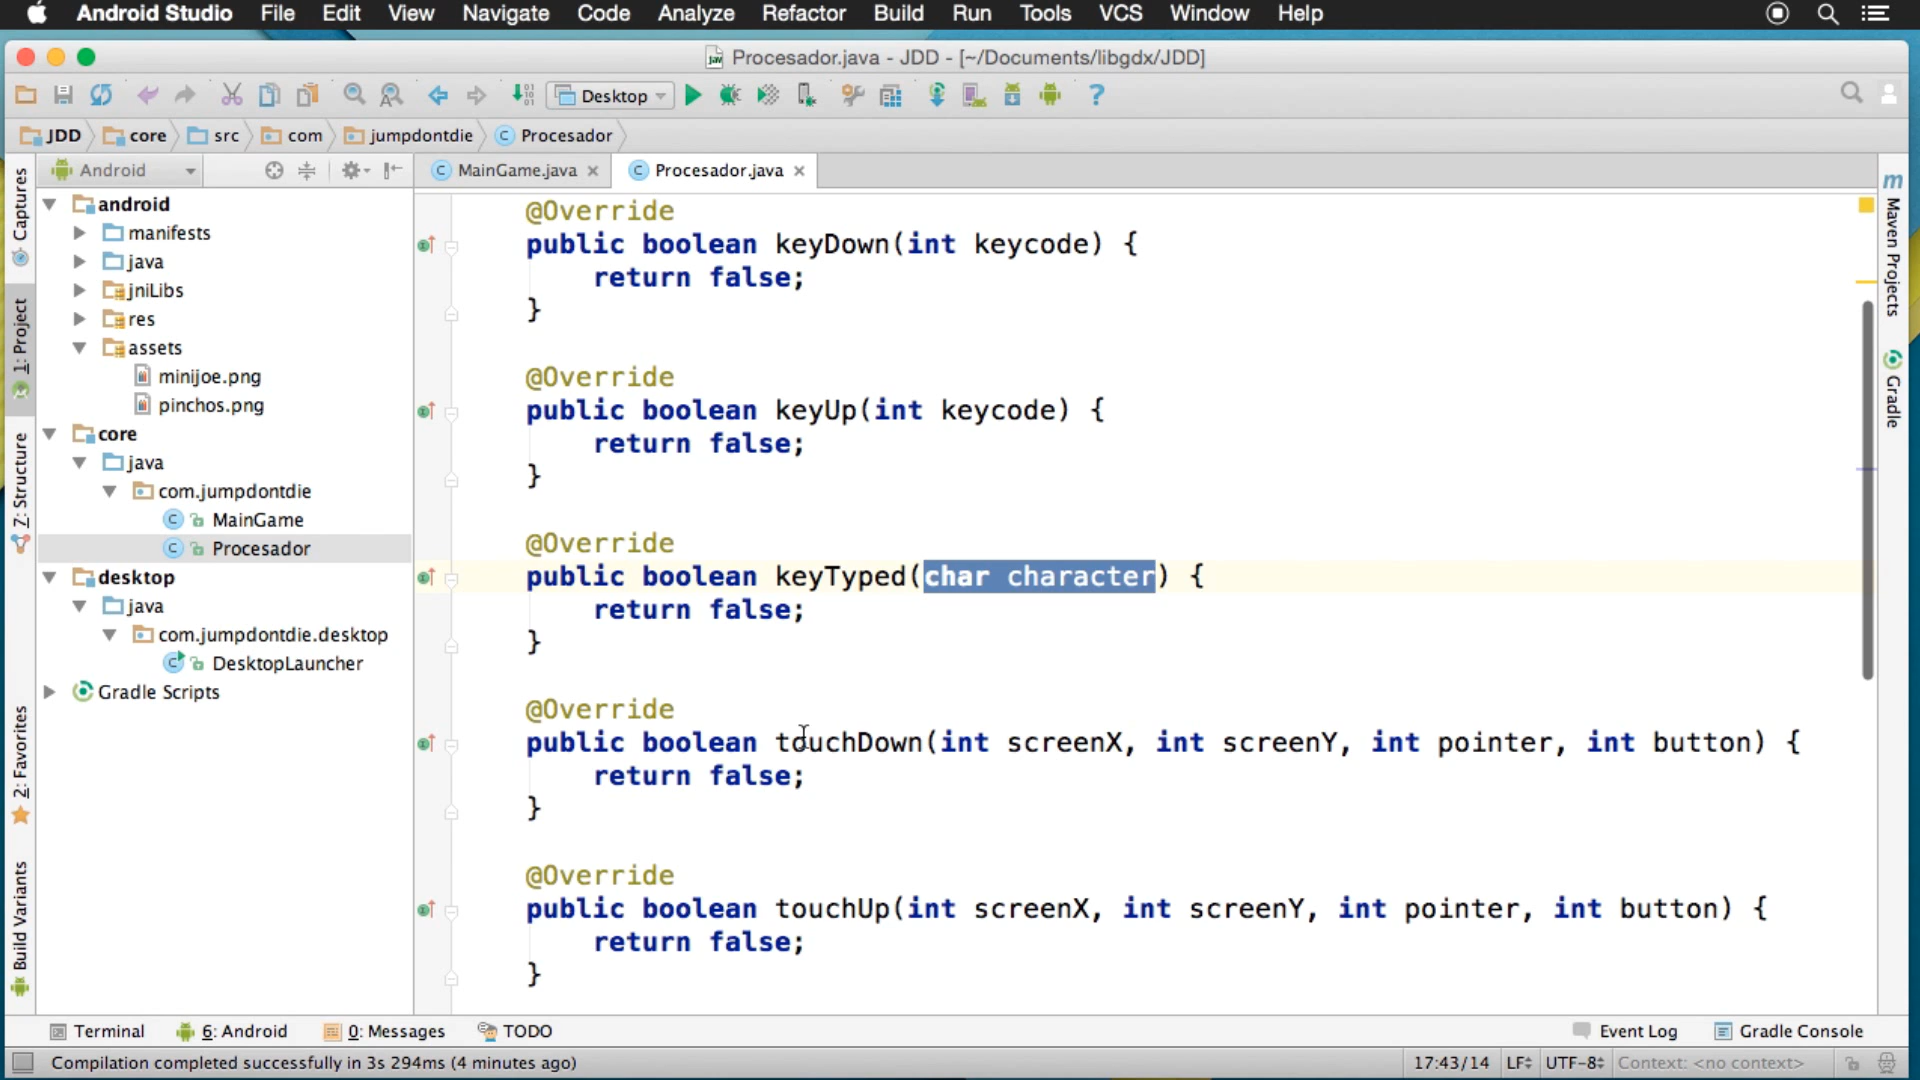 Android Studio File Edit View Navigate Code Analyze Refactor Build Run Tools VCS Window Help
Procesador.java - JDD - [~/Documents/libgdx/JDD]
Desktop
JDD core src com jumpdontdie Procesador
Android
MainGame.java Procesador.java
Captures
1: Project
7: Structure
2: Favorites
Build Variants
android
manifests
java
jniLibs
res
assets
minijoe.png
pinchos.png
core
java
com.jumpdontdie
MainGame
Procesador
desktop
java
com.jumpdontdie.desktop
DesktopLauncher
Gradle Scripts
@Override
public boolean keyDown(int keycode) {
return false;
}
@Override
public boolean keyUp(int keycode) {
return false;
}
@Override
public boolean keyTyped(char character) {
return false;
}
@Override
public boolean touchDown(int screenX, int screenY, int pointer, int button) {
return false;
}
@Override
public boolean touchUp(int screenX, int screenY, int pointer, int button) {
return false;
}
Maven Projects
Gradle
Terminal 6: Android 0: Messages TODO Event Log Gradle Console
Compilation completed successfully in 3s 294ms (4 minutes ago) 17:43/14 LF UTF-8 Context: <no context>